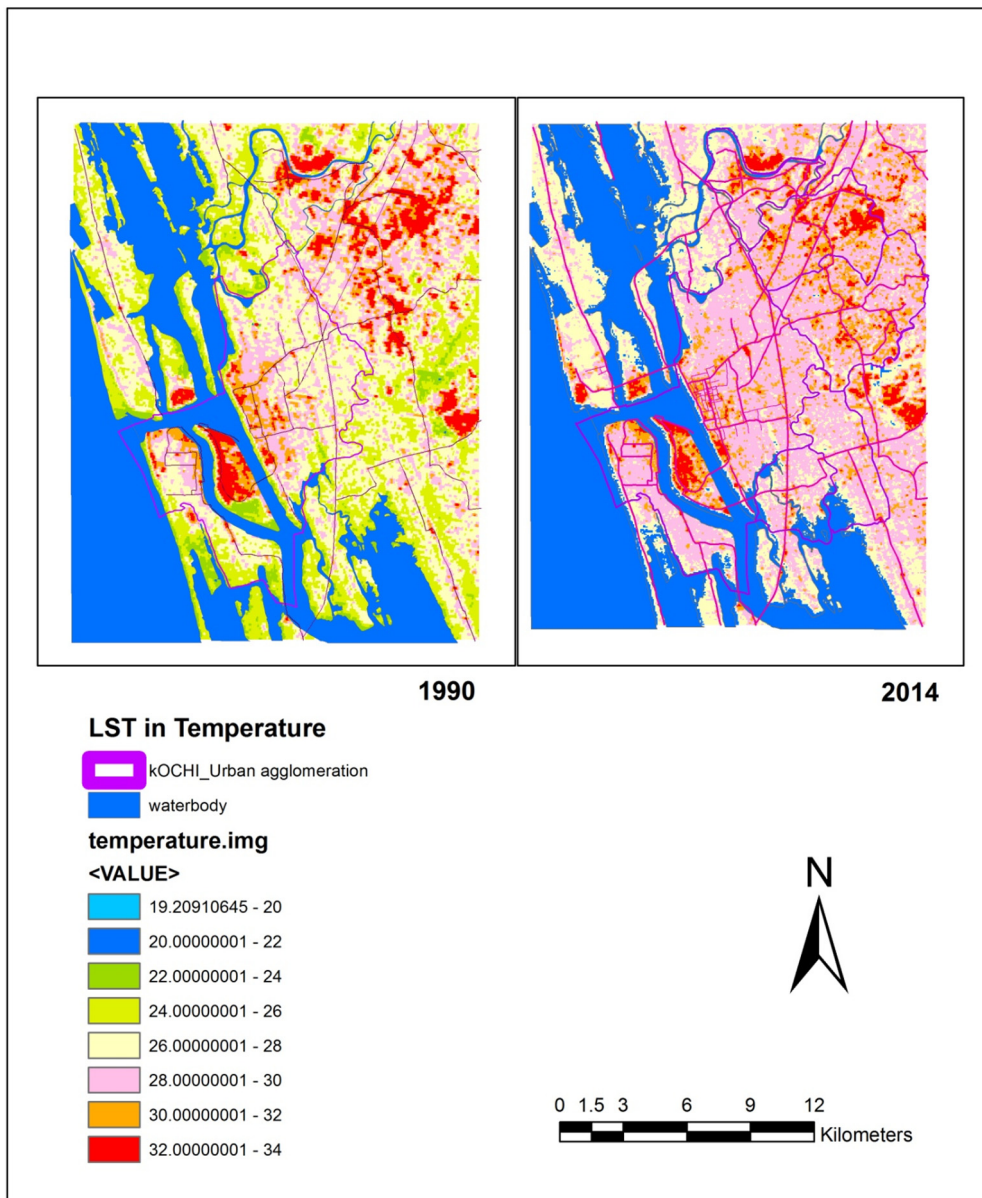 1990
2014
LST in Temperature
kOCHI_Urban agglomeration
waterbody
temperature.img
<VALUE>
19.20910645 - 20
20.00000001 - 22
22.00000001 - 24
24.00000001 - 26
26.00000001 - 28
28.00000001 - 30
30.00000001 - 32
32.00000001 - 34
N
0 1.5 3 6 9 12
Kilometers